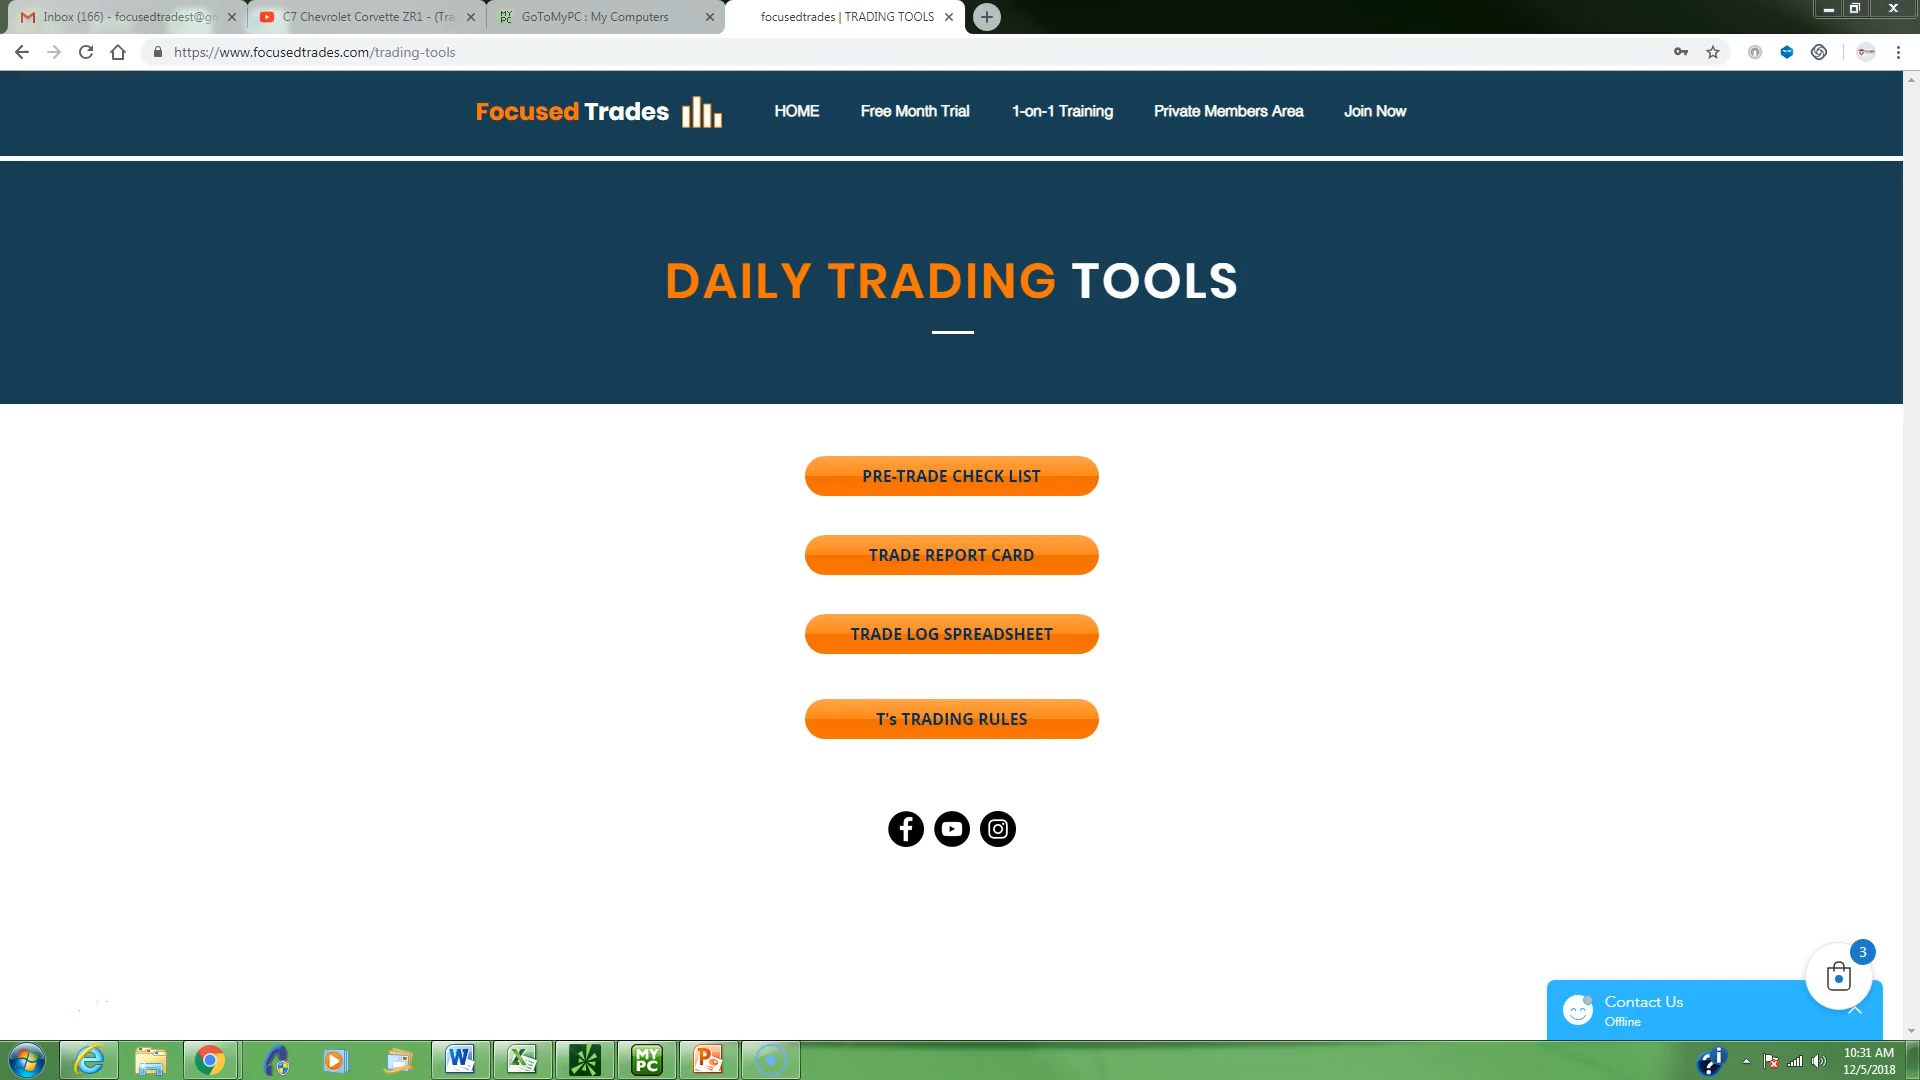 Inbox (166) - focusedtradest@gm
C7 Chevrolet Corvette ZR1 - (Tra
GoToMyPC : My Computers
focusedtrades | TRADING TOOLS
https://www.focusedtrades.com/trading-tools
Focused Trades
HOME
Free Month Trial
1-on-1 Training
Private Members Area
Join Now
DAILY TRADING TOOLS
PRE-TRADE CHECK LIST
TRADE REPORT CARD
TRADE LOG SPREADSHEET
T's TRADING RULES
3
Contact Us
Offline
MY
PC
10:31 AM
12/5/2018